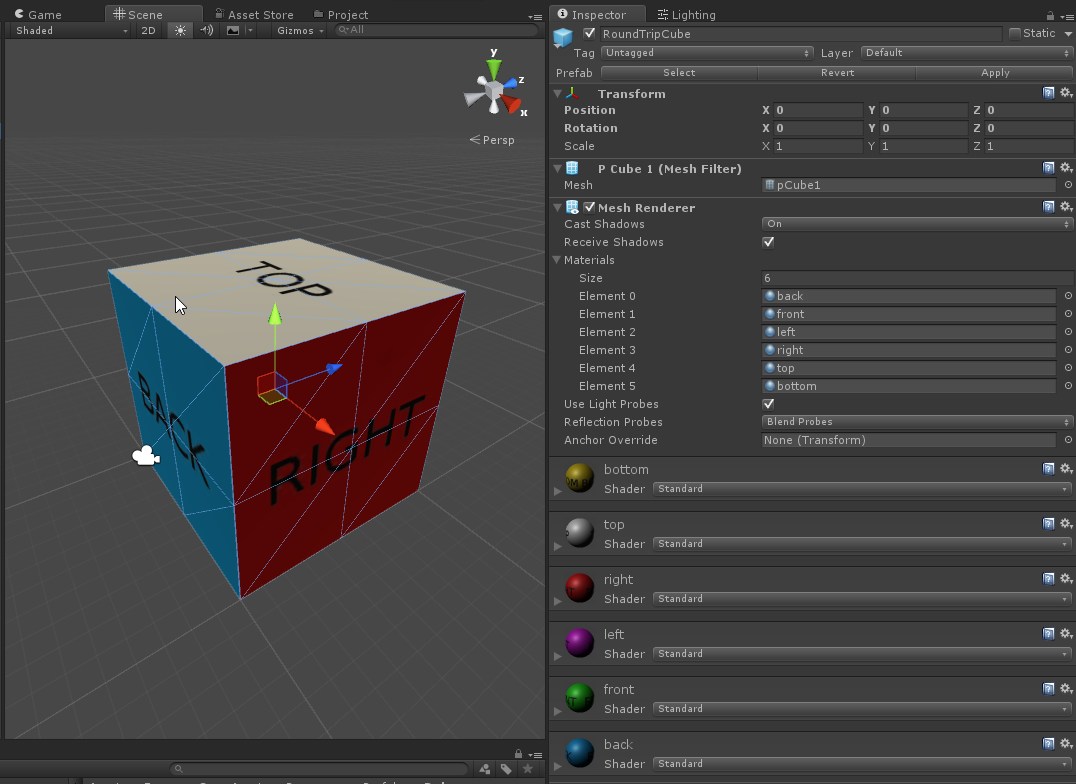 Game Scene Asset Store Project
Shaded 2D Gizmos All
y
z
x
Persp
TOP
BACK
RIGHT
Inspector Lighting
RoundTripCube Static
Tag Untagged Layer Default
Prefab Select Revert Apply
Transform
Position X 0 Y 0 Z 0
Rotation X 0 Y 0 Z 0
Scale X 1 Y 1 Z 1
P Cube 1 (Mesh Filter)
Mesh pCube1
Mesh Renderer
Cast Shadows On
Receive Shadows
Materials
Size 6
Element 0 back
Element 1 front
Element 2 left
Element 3 right
Element 4 top
Element 5 bottom
Use Light Probes
Reflection Probes Blend Probes
Anchor Override None (Transform)
bottom
Shader Standard
top
Shader Standard
right
Shader Standard
left
Shader Standard
front
Shader Standard
back
Shader Standard